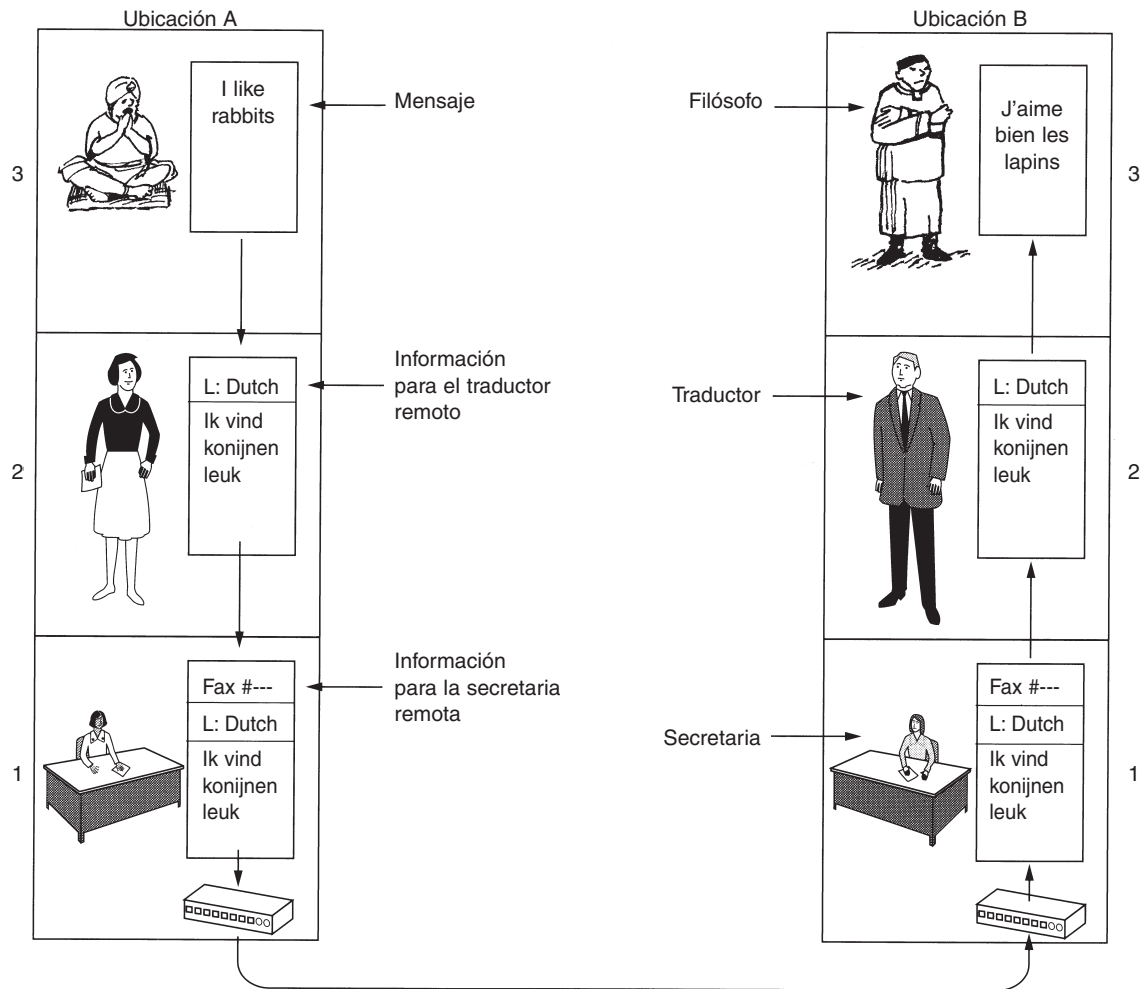 Ubicación A
Ubicación B
3
I like
rabbits
Mensaje
Filósofo
J'aime
bien les
lapins
3
2
L: Dutch
Ik vind
konijnen
leuk
Información
para el traductor
remoto
Traductor
L: Dutch
Ik vind
konijnen
leuk
2
1
Fax #---
L: Dutch
Ik vind
konijnen
leuk
Información
para la secretaria
remota
Secretaria
Fax #---
L: Dutch
Ik vind
konijnen
leuk
1